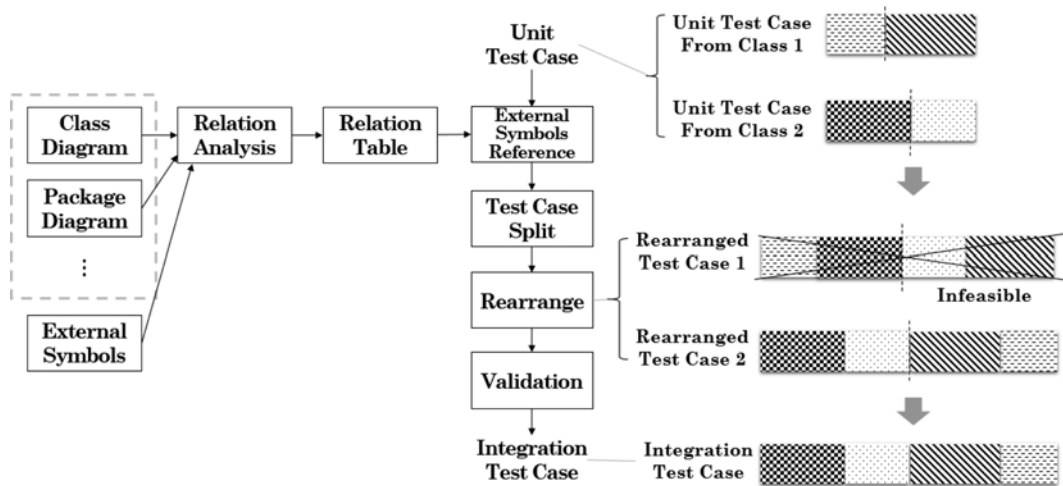 Class
Diagram
Package
Diagram
⋮
External
Symbols
Relation
Analysis
Relation
Table
Unit
Test Case
External
Symbols
Reference
Test Case
Split
Rearrange
Validation
Integration
Test Case
Unit Test Case
From Class 1
Unit Test Case
From Class 2
Rearranged
Test Case 1
Infeasible
Rearranged
Test Case 2
Integration
Test Case